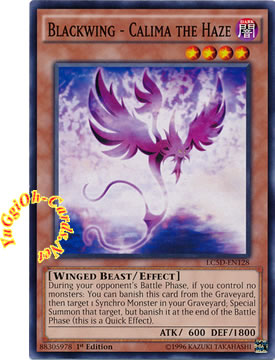 BLACKWING - CALIMA THE HAZE
DARK
闇
YuGgiOh-Cards.Net
LC5D-EN128
[WINGED BEAST/EFFECT]
During your opponent's Battle Phase, if you control no
monsters: You can banish this card from the Graveyard,
then target 1 Synchro Monster in your Graveyard; Special
Summon that target, but banish it at the end of the Battle
Phase (this is a Quick Effect).
ATK/ 600 DEF/1800
88305978 1st Edition ©1996 KAZUKI TAKAHASHI